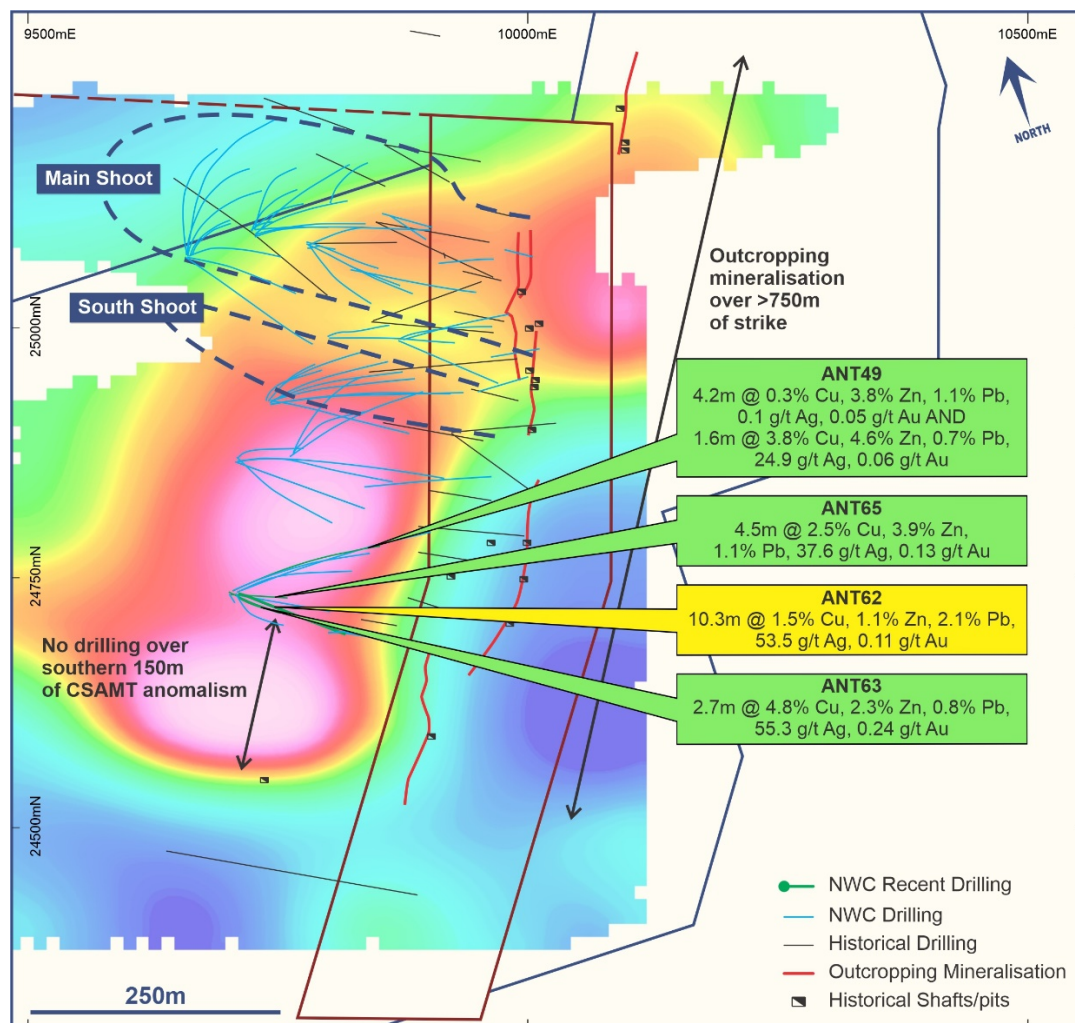 9500mE
10000mE
10500mE
NORTH
Main Shoot
South Shoot
25000mN
Outcropping
mineralisation
over >750m
of strike
ANT49
4.2m @ 0.3% Cu, 3.8% Zn, 1.1% Pb,
0.1 g/t Ag, 0.05 g/t Au AND
1.6m @ 3.8% Cu, 4.6% Zn, 0.7% Pb,
24.9 g/t Ag, 0.06 g/t Au
ANT65
4.5m @ 2.5% Cu, 3.9% Zn,
1.1% Pb, 37.6 g/t Ag, 0.13 g/t Au
24750mN
ANT62
10.3m @ 1.5% Cu, 1.1% Zn, 2.1% Pb,
53.5 g/t Ag, 0.11 g/t Au
No drilling over
southern 150m
of CSAMT anomalism
ANT63
2.7m @ 4.8% Cu, 2.3% Zn, 0.8% Pb,
55.3 g/t Ag, 0.24 g/t Au
24500mN
NWC Recent Drilling
NWC Drilling
Historical Drilling
Outcropping Mineralisation
Historical Shafts/pits
250m